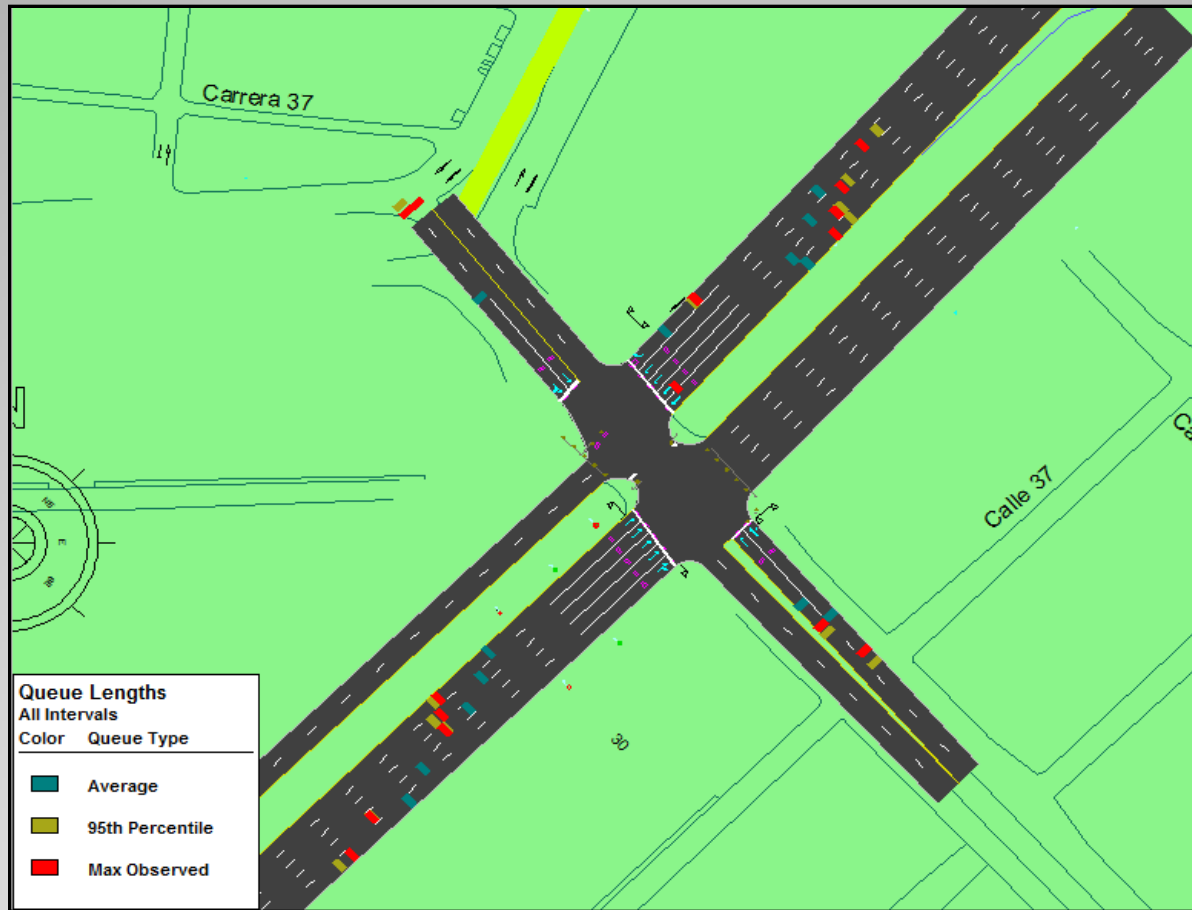 Carrera 37
Calle 37
30
Queue Lengths
All Intervals
Color Queue Type
Average
95th Percentile
Max Observed
E